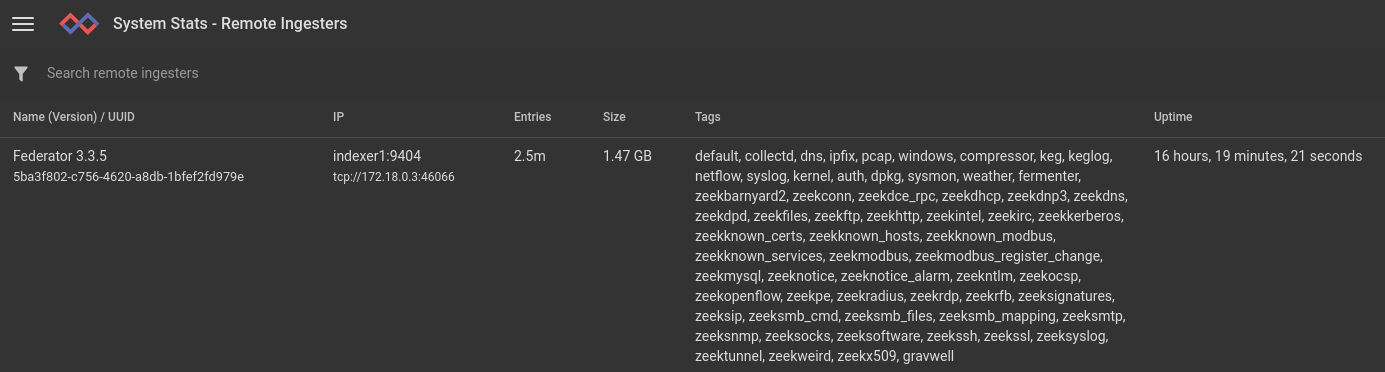 System Stats - Remote Ingesters
Search remote ingesters
Name (Version) / UUID IP Entries Size Tags Uptime
Federator 3.3.5 indexer1:9404 2.5m 1.47 GB default, collectd, dns, ipfix, pcap, windows, compressor, keg, keglog, 16 hours, 19 minutes, 21 seconds
5ba3f802-c756-4620-a8db-1bfef2fd979e tcp://172.18.0.3:46066 netflow, syslog, kernel, auth, dpkg, sysmon, weather, fermenter,
zeekbarnyard2, zeekconn, zeekdce_rpc, zeekdhcp, zeekdnp3, zeekdns,
zeekdpd, zeekfiles, zeekftp, zeekhttp, zeekintel, zeekirc, zeekkerberos,
zeekknown_certs, zeekknown_hosts, zeekknown_modbus,
zeekknown_services, zeekmodbus, zeekmodbus_register_change,
zeekmysql, zeeknotice, zeeknotice_alarm, zeekntlm, zeekocsp,
zeekopenflow, zeekpe, zeekradius, zeekrdp, zeekrfb, zeeksignatures,
zeeksip, zeeksmb_cmd, zeeksmb_files, zeeksmb_mapping, zeeksmtp,
zeeksnmp, zeeksocks, zeeksoftware, zeekssh, zeekssl, zeeksyslog,
zeektunnel, zeekweird, zeekx509, gravwell